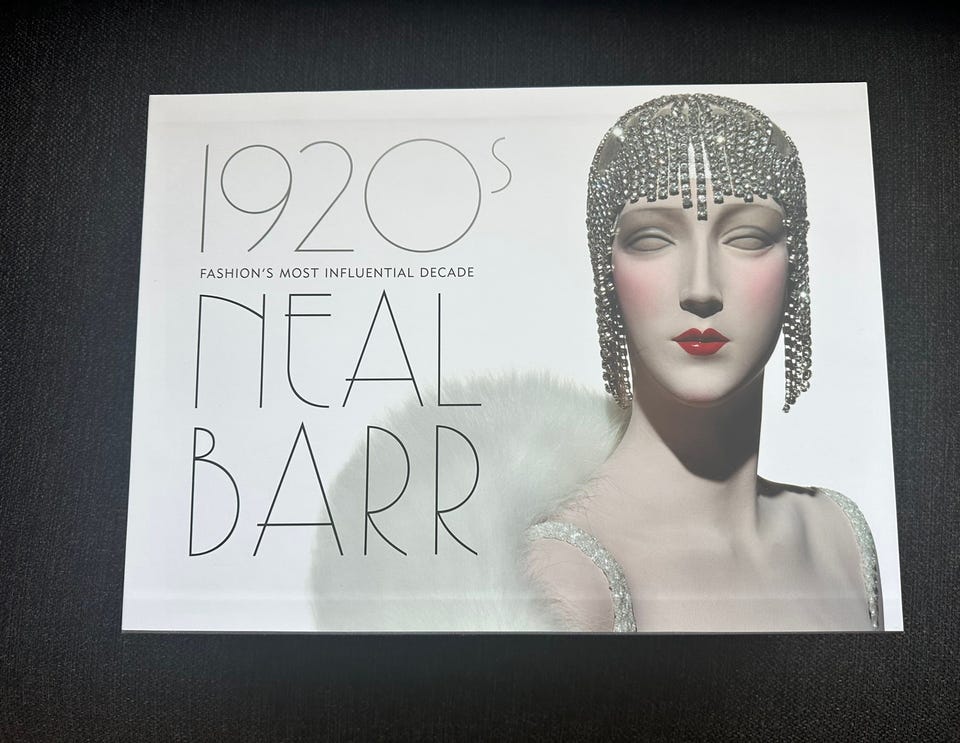 1920s
FASHION'S MOST INFLUENTIAL DECADE
NEAL
BARR